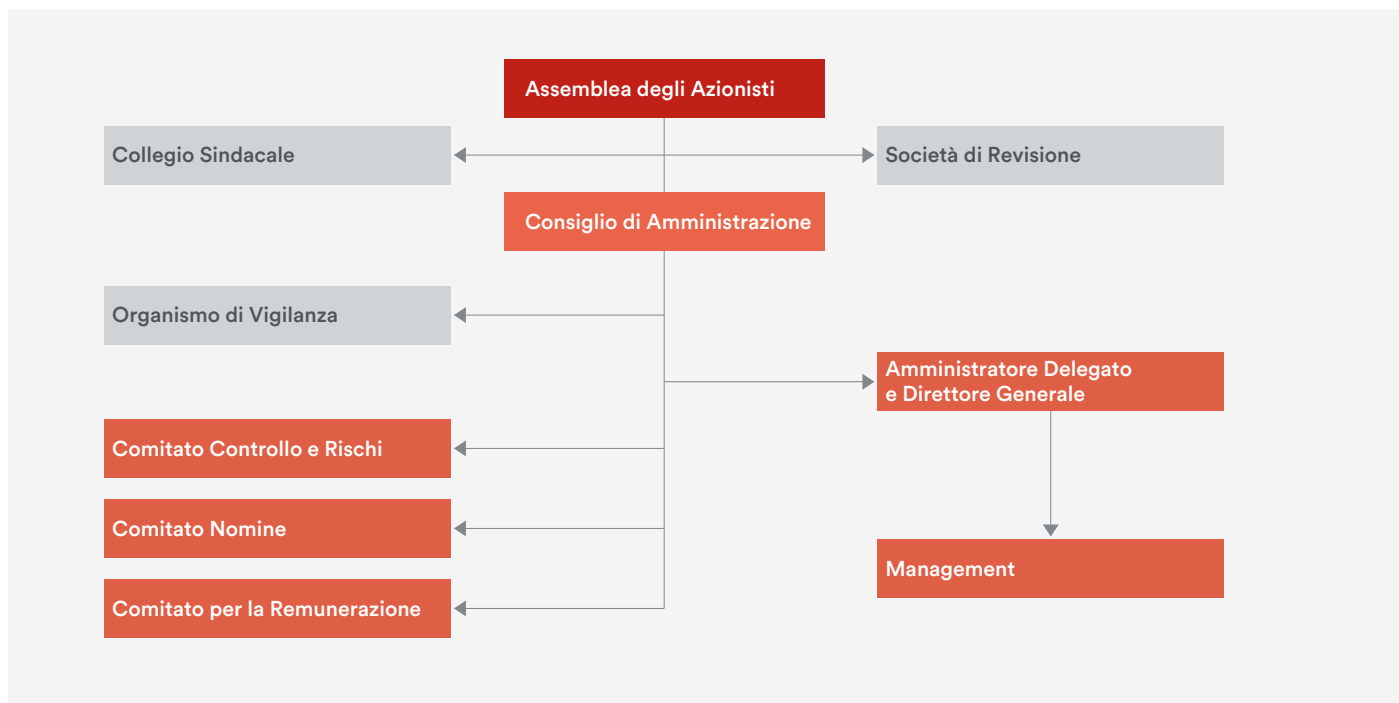 Assemblea degli Azionisti
Collegio Sindacale
Società di Revisione
Consiglio di Amministrazione
Organismo di Vigilanza
Amministratore Delegato
e Direttore Generale
Comitato Controllo e Rischi
Comitato Nomine
Management
Comitato per la Remunerazione